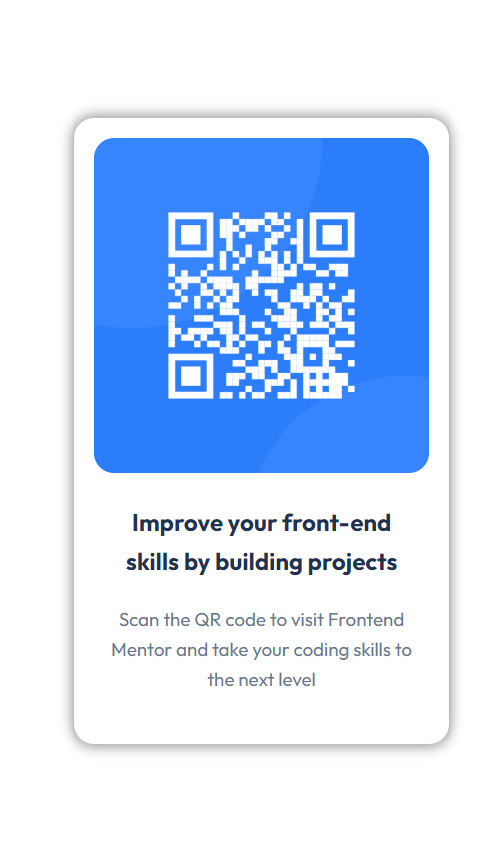 Improve your front-end
skills by building projects
Scan the QR code to visit Frontend
Mentor and take your coding skills to
the next level